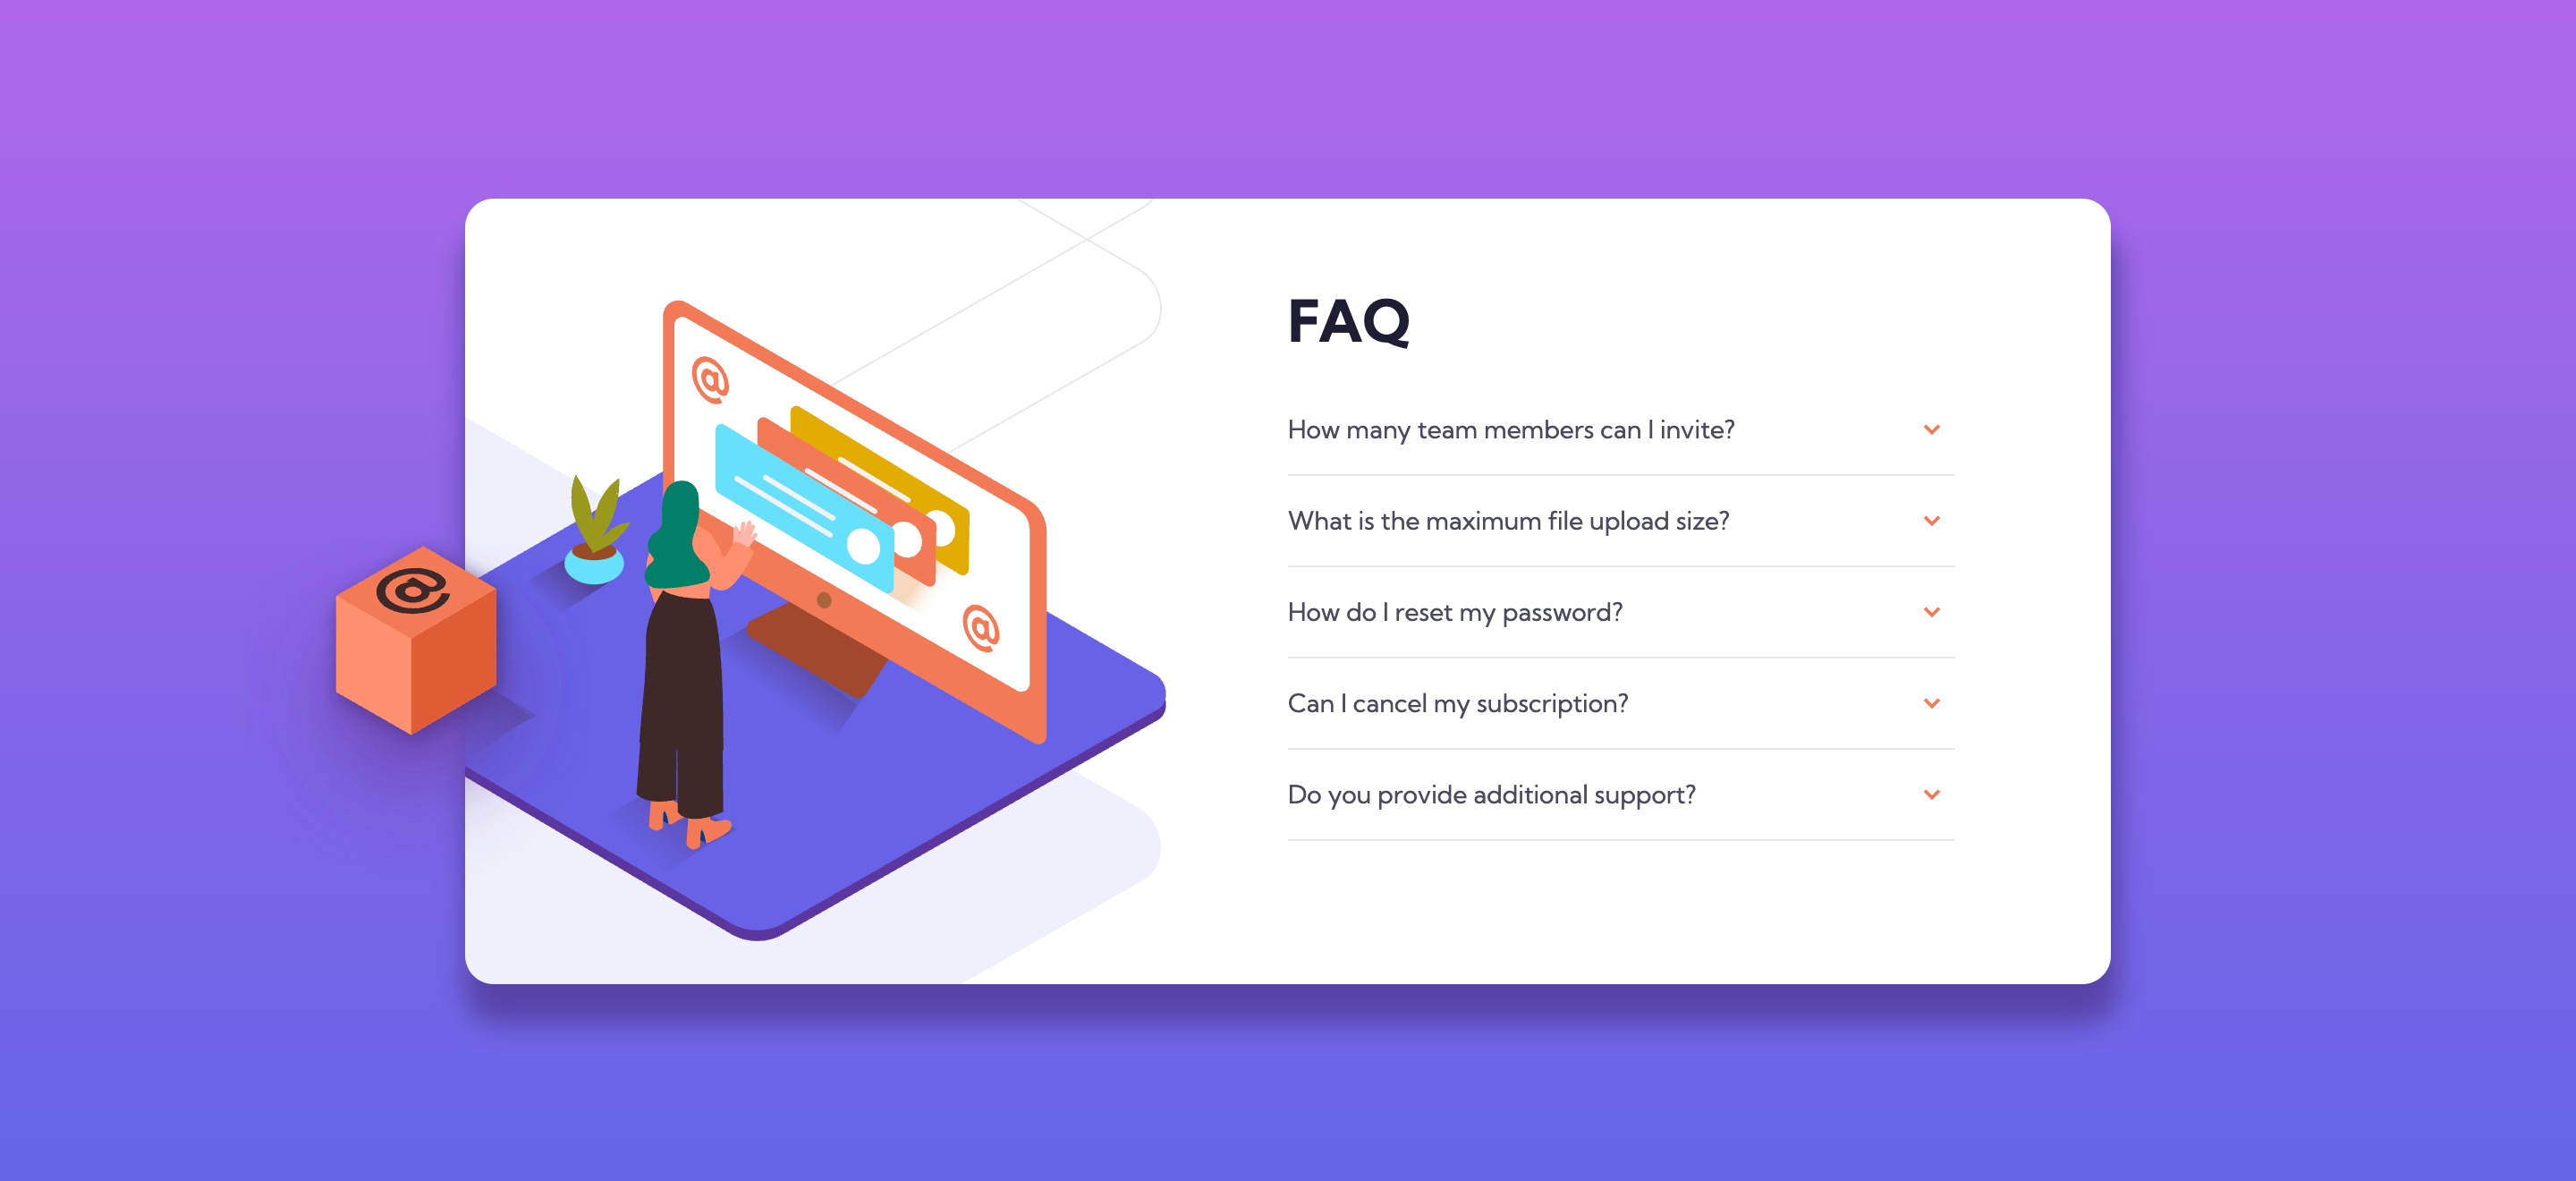 FAQ
How many team members can I invite?
What is the maximum file upload size?
How do I reset my password?
Can I cancel my subscription?
Do you provide additional support?
@
@
@